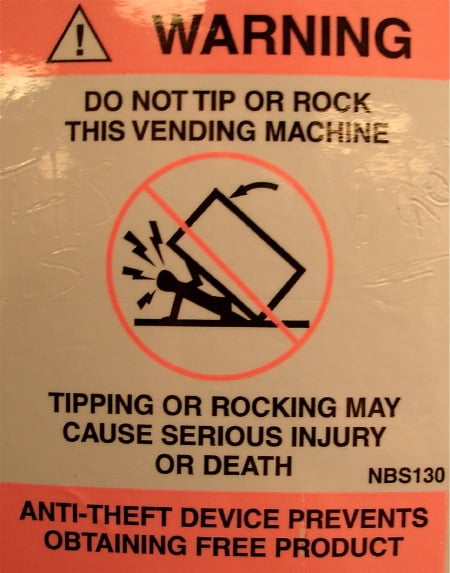 WARNING
DO NOT TIP OR ROCK
THIS VENDING MACHINE
TIPPING OR ROCKING MAY
CAUSE SERIOUS INJURY
OR DEATH
NBS130
ANTI-THEFT DEVICE PREVENTS
OBTAINING FREE PRODUCT